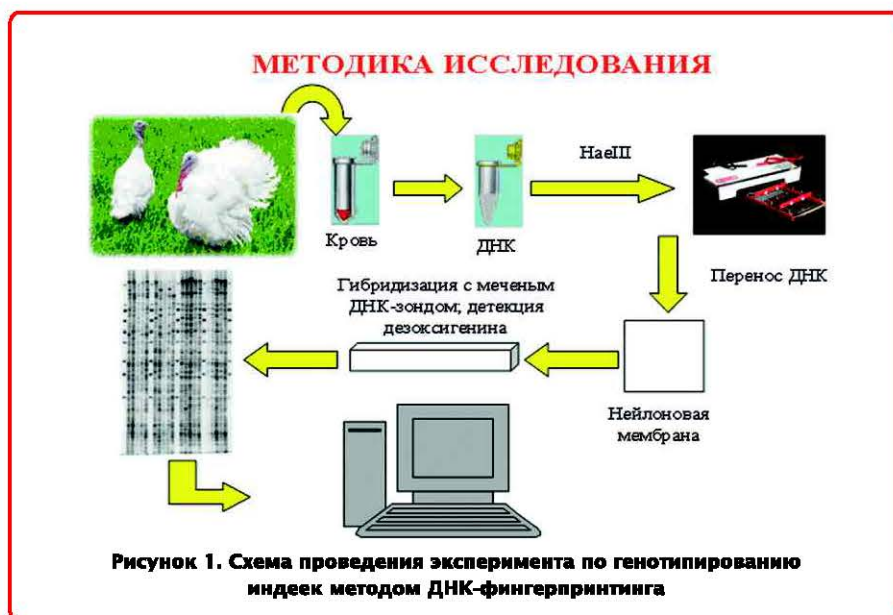 МЕТОДИКА ИССЛЕДОВАНИЯ
HaeIII
Кровь
ДНК
Перенос ДНК
Гибридизация с меченым
ДНК-зондом; детекция
дезоксигенина
Нейлоновая
мембрана
Рисунок 1. Схема проведения эксперимента по генотипированию
индеек методом ДНК-фингерпринтинга